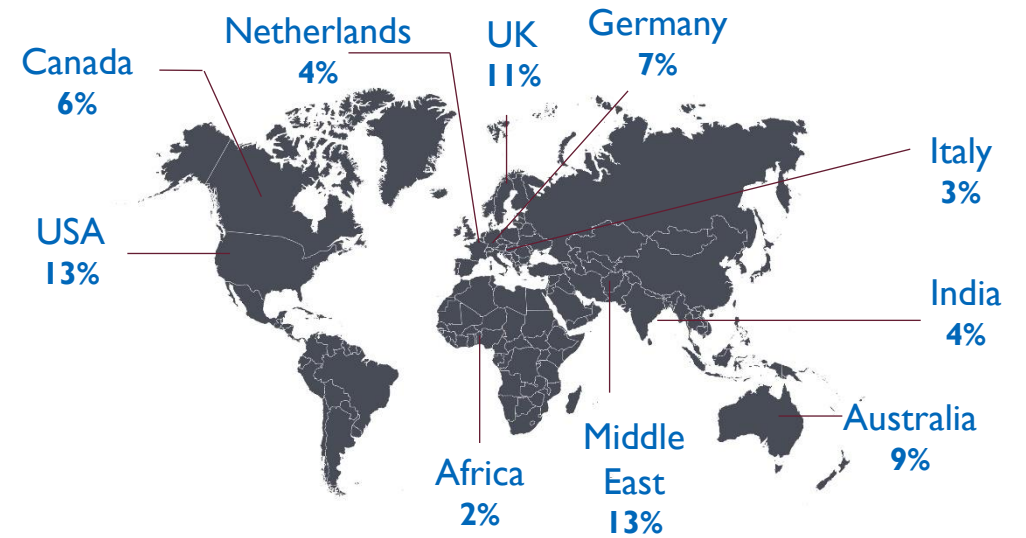 Netherlands
4%
UK
11%
Germany
7%
Canada
6%
Italy
3%
USA
13%
India
4%
Australia
9%
Middle
East
13%
Africa
2%